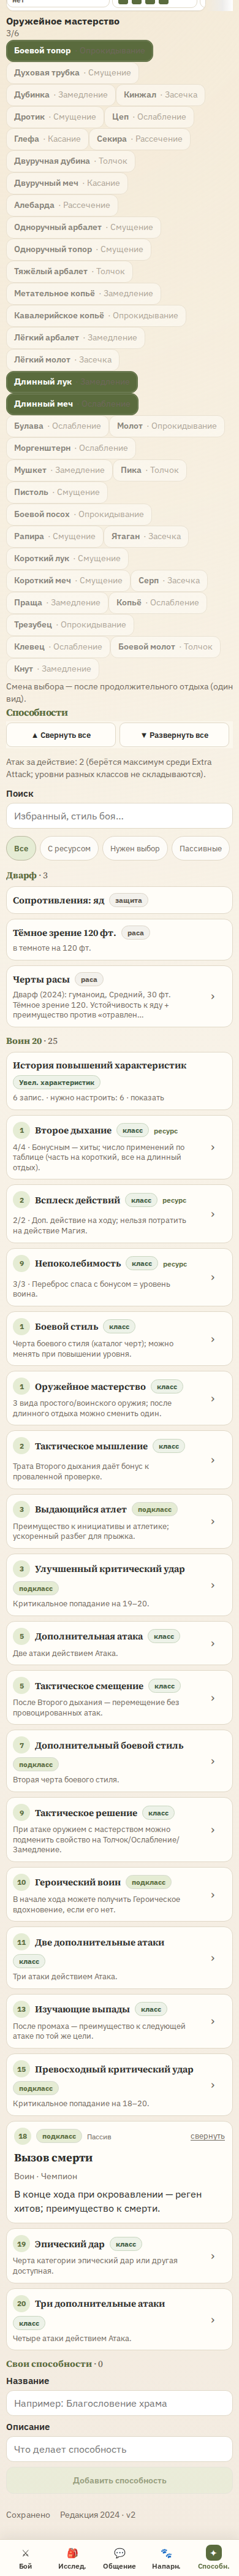 нет
Оружейное мастерство
3/6
Боевой топор
Духовая трубка · Смущение
Дубинка · Замедление Кинжал · Засечка
Дротик · Смущение Цеп · Ослабление
Глефа · Касание Секира · Рассечение
Двуручная дубина · Толчок
Двуручный меч · Касание
Алебарда · Рассечение
Одноручный арбалет · Смущение
Одноручный топор · Смущение
Тяжёлый арбалет · Толчок
Метательное копьё · Замедление
Кавалерийское копьё · Опрокидывание
Лёгкий арбалет · Замедление
Лёгкий молот · Засечка
Длинный лук
Длинный меч
Булава · Ослабление Молот · Опрокидывание
Моргенштерн · Ослабление
Мушкет · Замедление Пика · Толчок
Пистоль · Смущение
Боевой посох · Опрокидывание
Рапира · Смущение Ятаган · Засечка
Короткий лук · Смущение
Короткий меч · Смущение Серп · Засечка
Праща · Замедление Копьё · Ослабление
Трезубец · Опрокидывание
Клевец · Ослабление Боевой молот · Толчок
Кнут · Замедление
Смена выбора — после продолжительного отдыха (один
вид).
Способности
▲ Свернуть все ▼ Развернуть все
Атак за действие: 2 (берётся максимум среди Extra
Attack; уровни разных классов не складываются).
Поиск
Избранный, стиль боя…
Все С ресурсом Нужен выбор Пассивные
Дварф · 3
Сопротивления: яд защита
Тёмное зрение 120 фт. раса
в темноте на 120 фт.
Черты расы раса
Дварф (2024): гуманоид, Средний, 30 фт.
Тёмное зрение 120 фт. Устойчивость к яду +
преимущество против «отравлен…
Воин 20 · 25
История повышений характеристик
Увел. характеристик
6 запис. · нужно настроить: 6 · показать
1 Второе дыхание класс ресурс
4/4 · Бонусным — хиты; число применений по
таблице (часть на короткий, все на длинный
отдых).
2 Всплеск действий класс ресурс
2/2 · Доп. действие на ходу; нельзя потратить
на действие Магия.
9 Непоколебимость класс ресурс
3/3 · Переброс спаса с бонусом = уровень
воина.
1 Боевой стиль класс
Черта боевого стиля (каталог черт); можно
менять при повышении уровня.
1 Оружейное мастерство класс
3 вида простого/воинского оружия; после
длинного отдыха можно сменить один.
2 Тактическое мышление класс
Трата Второго дыхания даёт бонус к
проваленной проверке.
3 Выдающийся атлет подкласс
Преимущество к инициативы и атлетике;
ускоренный разбег для прыжка.
3 Улучшенный критический удар
подкласс
Критикальное попадание на 19–20.
5 Дополнительная атака класс
Две атаки действием Атака.
5 Тактическое смещение класс
После Второго дыхания — перемещение без
провоцированных атак.
7 Дополнительный боевой стиль
подкласс
Вторая черта боевого стиля.
9 Тактическое решение класс
При атаке оружием с мастерством можно
подменить свойство на Толчок/Ослабление/
Замедление.
10 Героический воин подкласс
В начале хода можете получить Героическое
вдохновение, если его нет.
11 Две дополнительные атаки
класс
Три атаки действием Атака.
13 Изучающие выпады класс
После промаха — преимущество к следующей
атаке по той же цели.
15 Превосходный критический удар
подкласс
Критикальное попадание на 18–20.
18 подкласс Пассив свернуть
Вызов смерти
Воин · Чемпион
В конце хода при окровавлении — реген
хитов; преимущество к смерти.
19 Эпический дар класс
Черта категории эпический дар или другая
доступная.
20 Три дополнительные атаки
класс
Четыре атаки действием Атака.
Свои способности · 0
Название
Например: Благословение храма
Описание
Что делает способность
Добавить способность
Сохранено Редакция 2024 · v2
Бой Исслед. Общение Напарн. Способн.